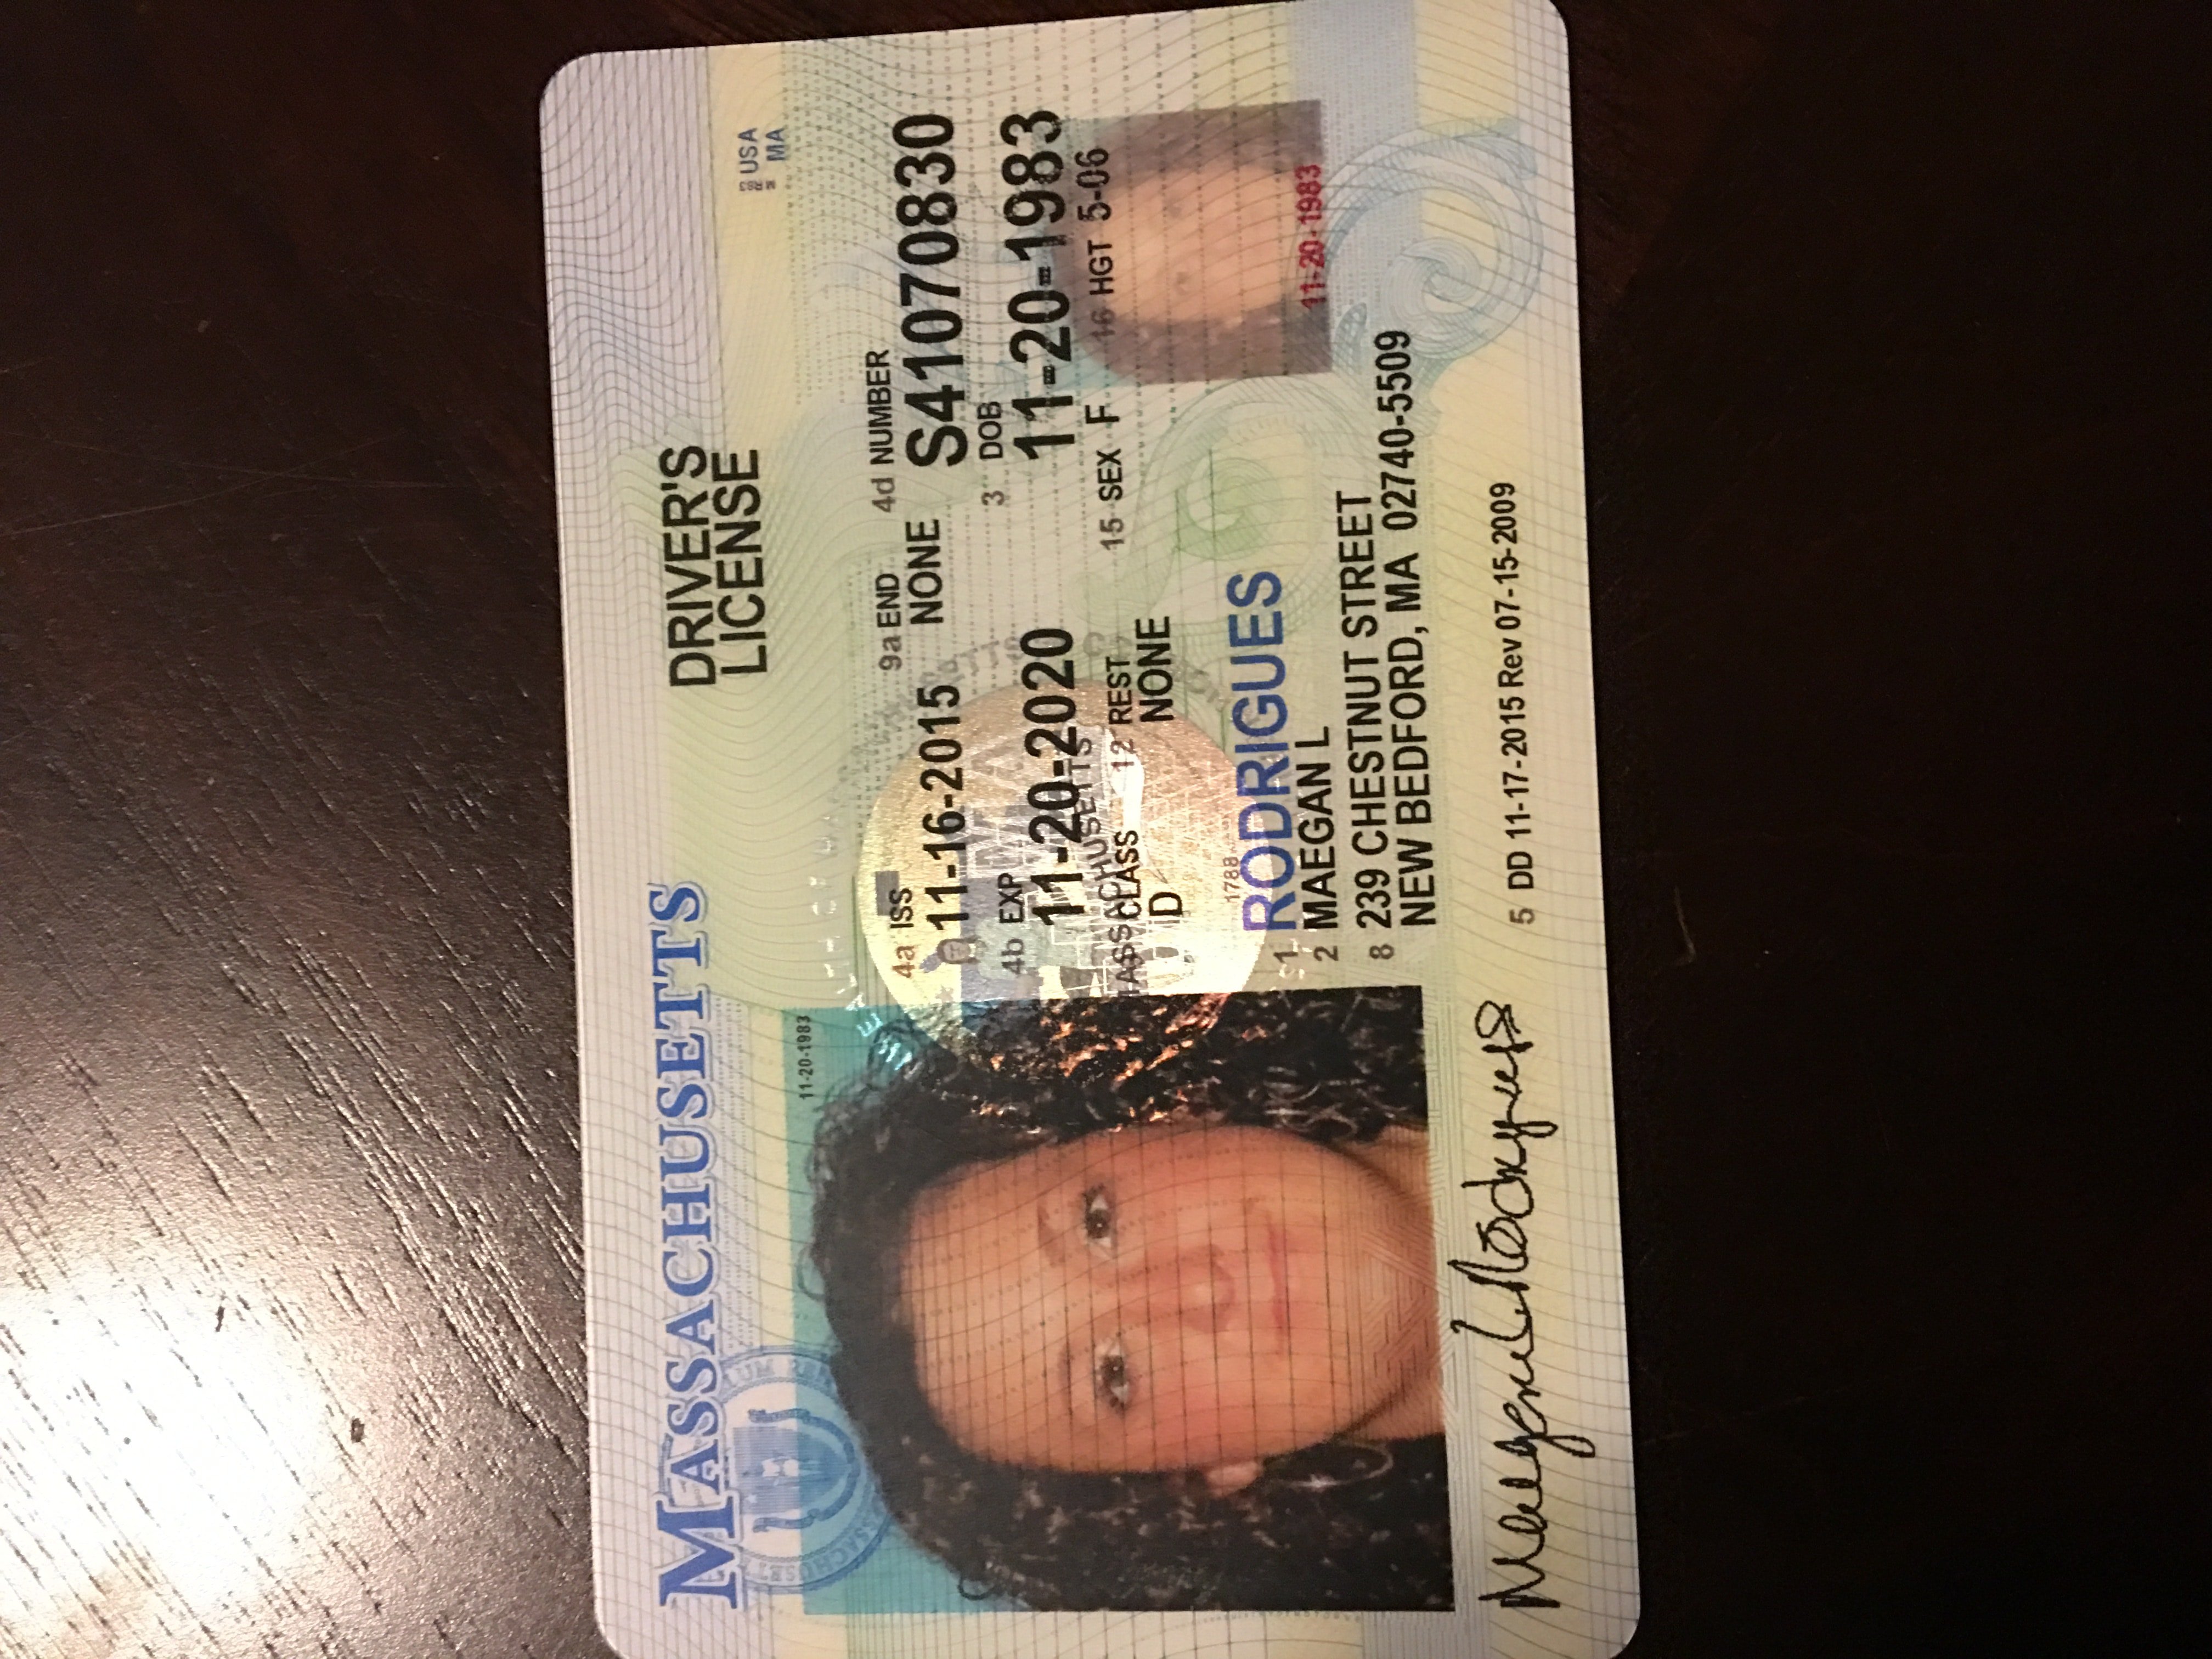 MASSACHUSETTS
DRIVER'S
LICENSE
USA
MA
11-20-1983
4a ISS
11-16-2015
9a END
NONE
4d NUMBER
S41070830
4b EXP
11-20-2020
3 DOB
11-20-1983
CLASS
D
12 REST
NONE
15 SEX F
16 HGT 5-06
MASSACHUSETTS
1788
1 RODRIGUES
2 MAEGAN L
8 239 CHESTNUT STREET
NEW BEDFORD, MA 02740-5509
11-20-1983
5 DD 11-17-2015 Rev 07-15-2009
Maegan L Rodrigues